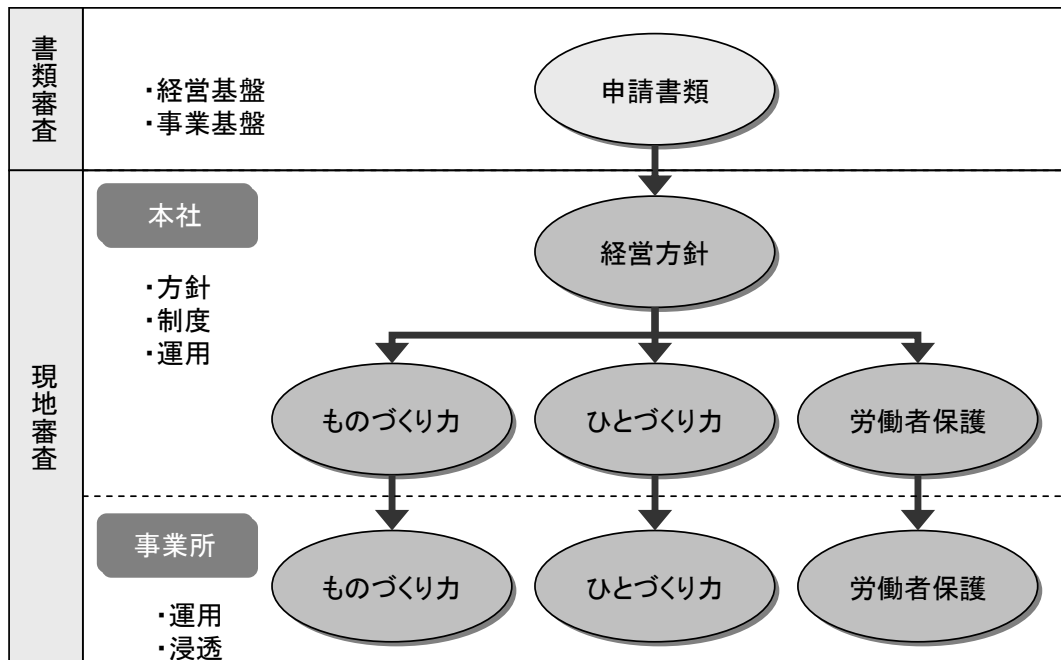 書類審査
・経営基盤
・事業基盤
申請書類
現地審査
本社
・方針
・制度
・運用
経営方針
ものづくり力
ひとづくり力
労働者保護
事業所
・運用
・浸透
ものづくり力
ひとづくり力
労働者保護